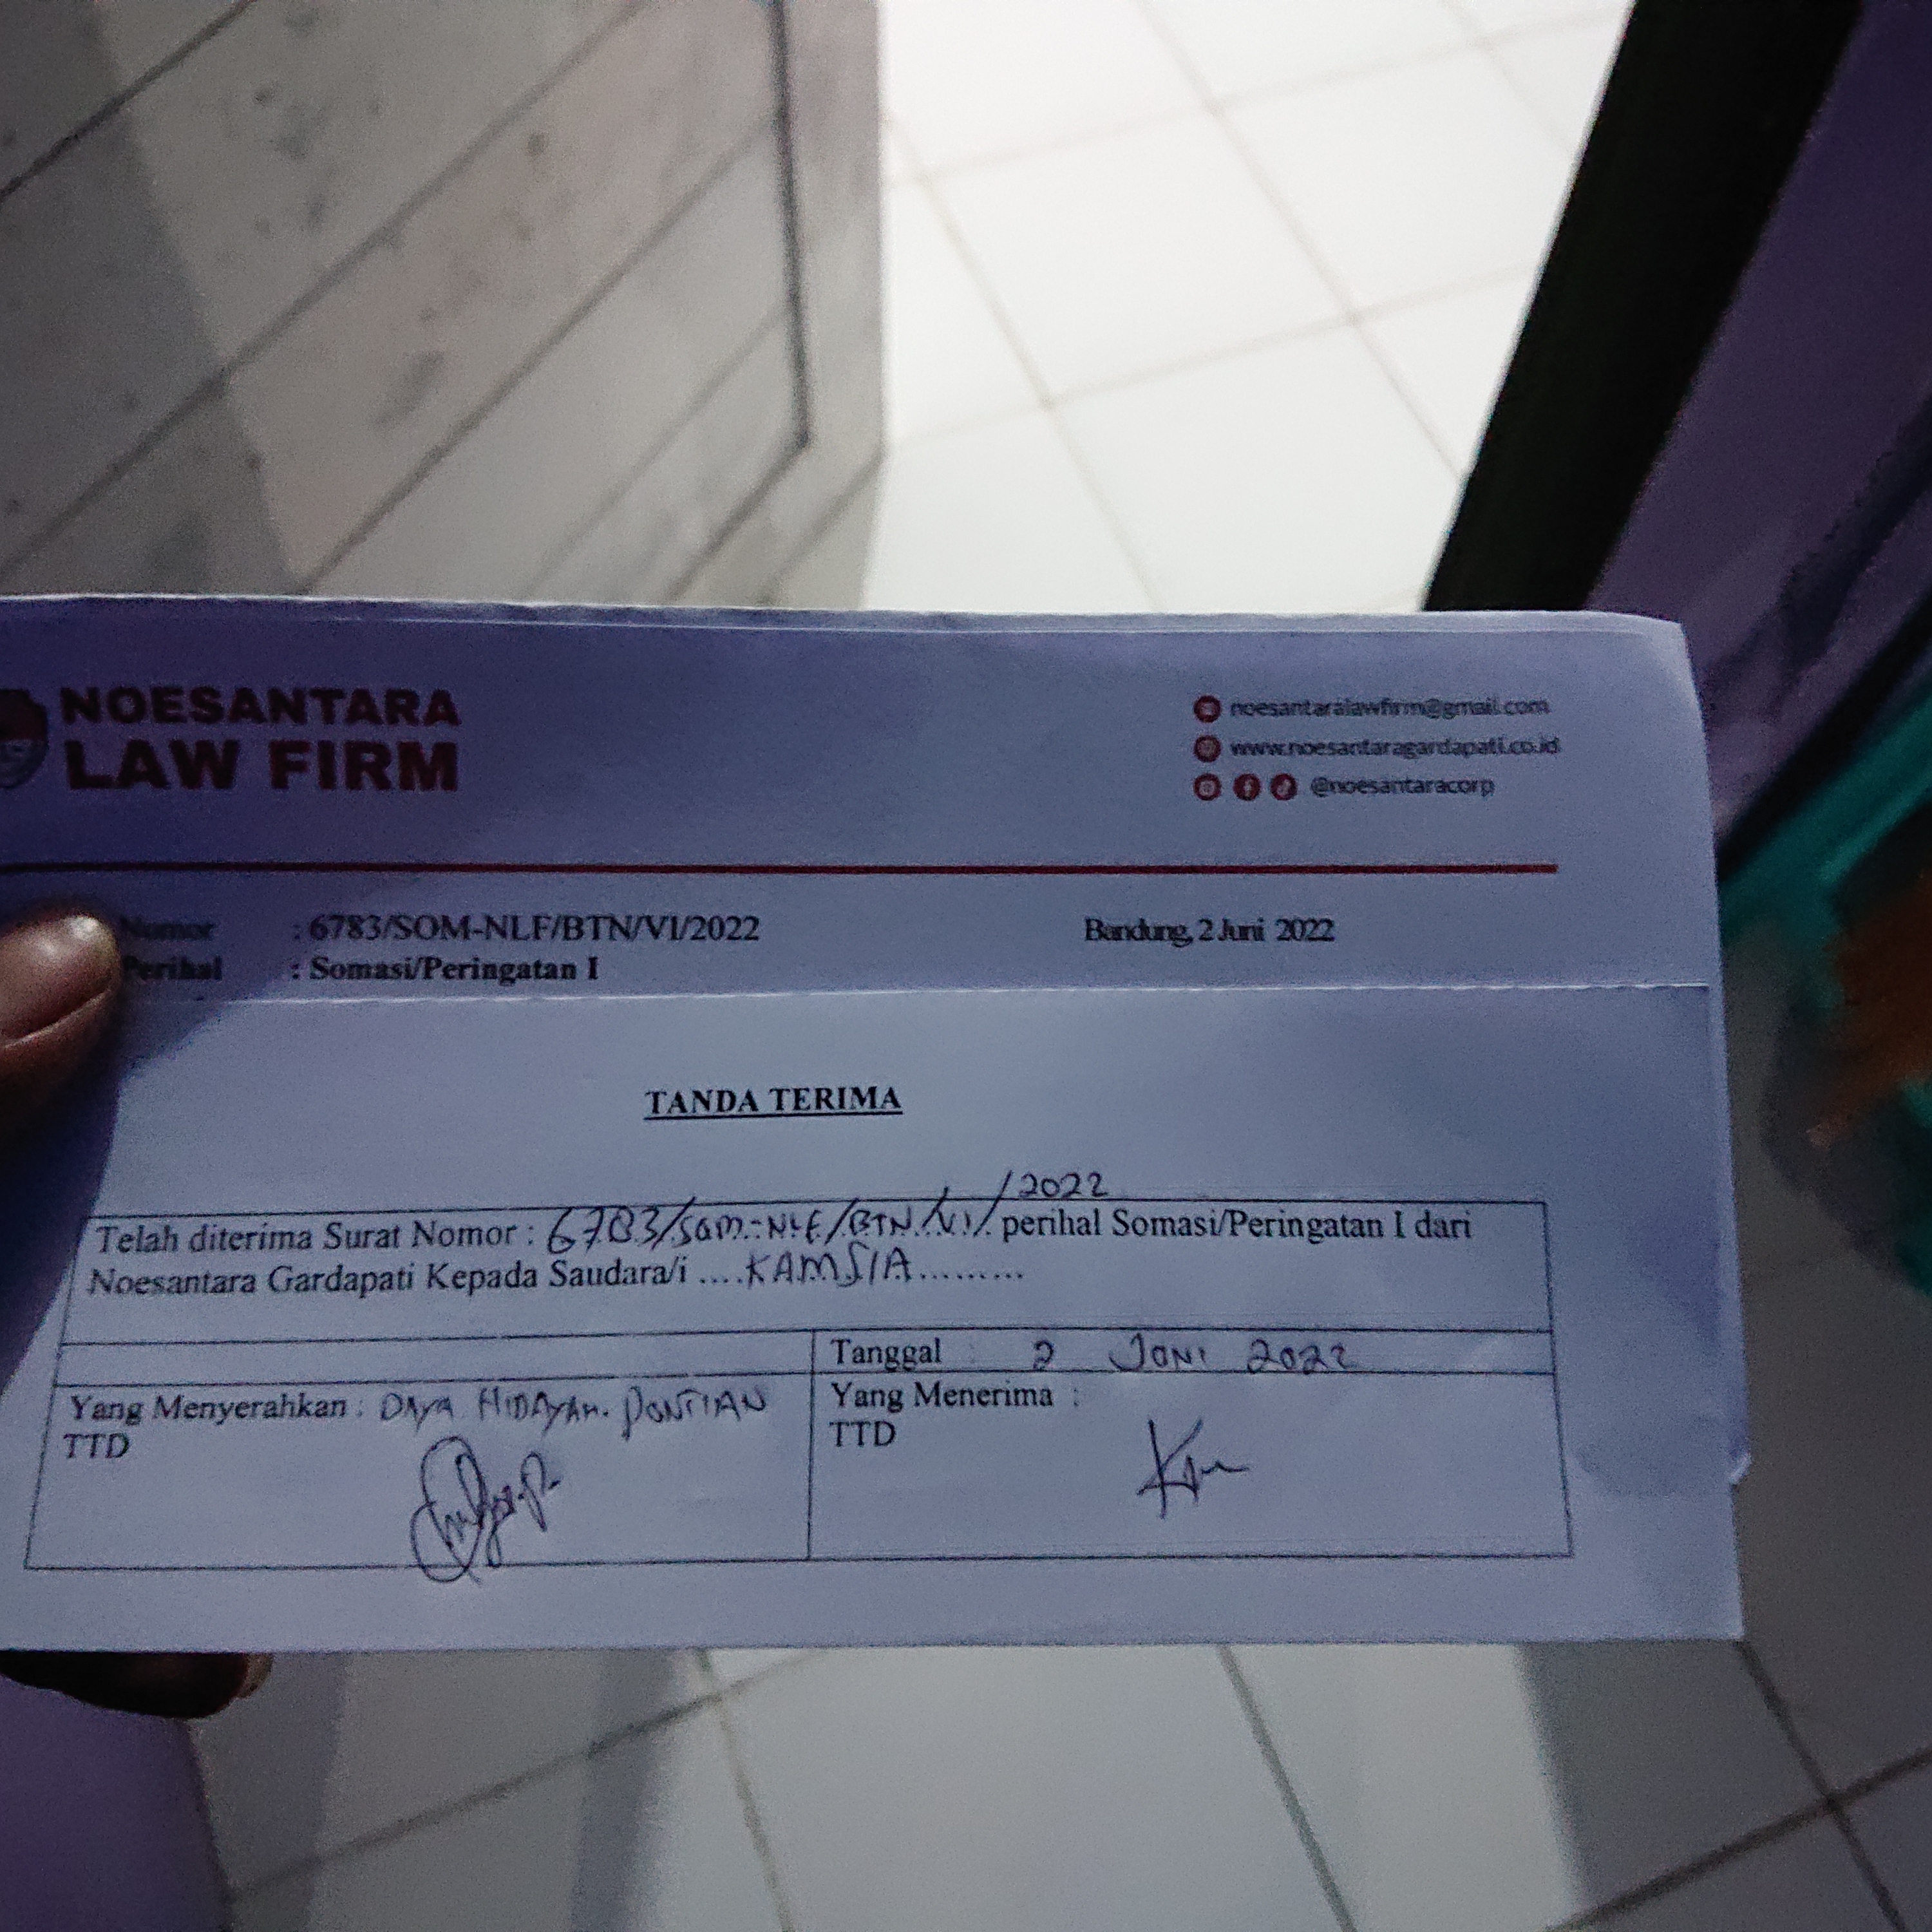 NOESANTARA
LAW FIRM
noesantaralawfirm@gmail.com
www.noesantaragardapati.co.id
@noesantaracorp
Nomor : 6783/SOM-NLF/BTN/VI/2022
Bandung, 2 Juni 2022
Perihal : Somasi/Peringatan I
TANDA TERIMA
Telah diterima Surat Nomor : 6783/SOM-NLF/BTN/VI/2022 perihal Somasi/Peringatan I dari
Noesantara Gardapati Kepada Saudara/i ....KAMSIA.........
Tanggal : 2 JUNI 2022
Yang Menyerahkan : DAYA HIDAYAH.
TTD
Yang Menerima :
TTD